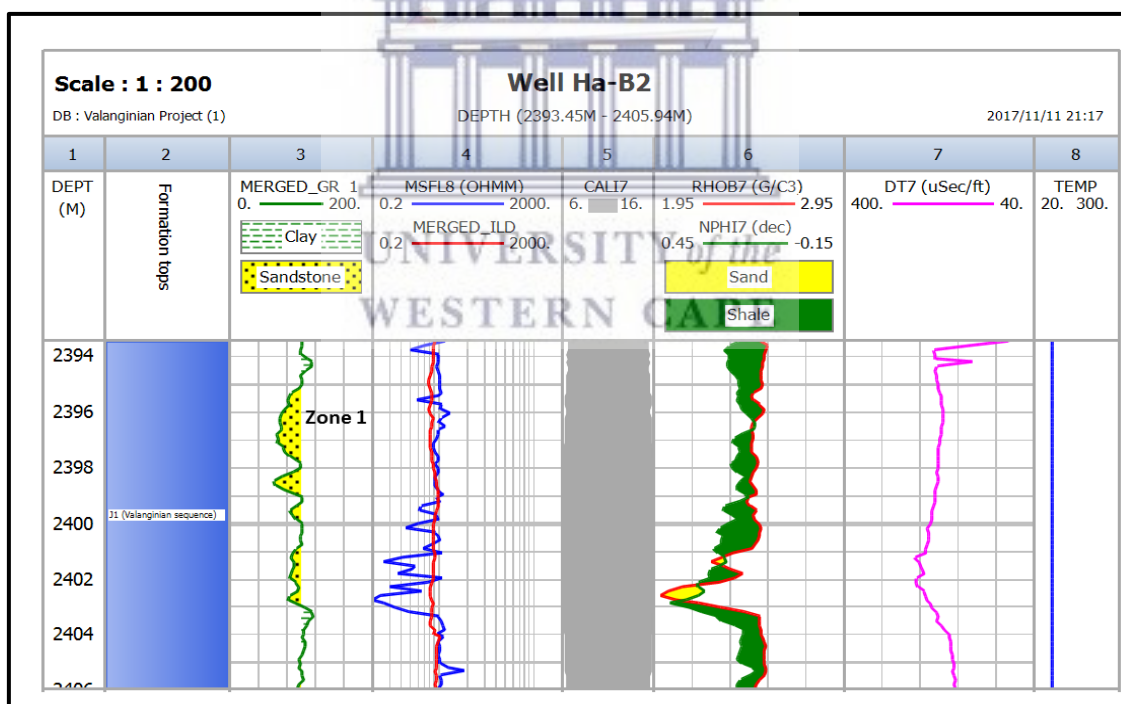 Scale : 1 : 200
Well Ha-B2
DB : Valanginian Project (1)
DEPTH (2393.45M - 2405.94M)
2017/11/11 21:17
1 2 3 4 5 6 7 8
DEPT
(M)
Formation tops
MERGED_GR 1
0. 200.
Clay
Sandstone
MSFL8 (OHMM)
0.2 2000.
MERGED_ILD
0.2 2000.
CALI7
6. 16.
RHOB7 (G/C3)
1.95 2.95
NPHI7 (dec)
0.45 -0.15
Sand
Shale
DT7 (uSec/ft)
400. 40.
TEMP
20. 300.
UNIVERSITY of the
WESTERN CAPE
2394
2396
Zone 1
2398
J1 (Valanginian sequence)
2400
2402
2404
2406